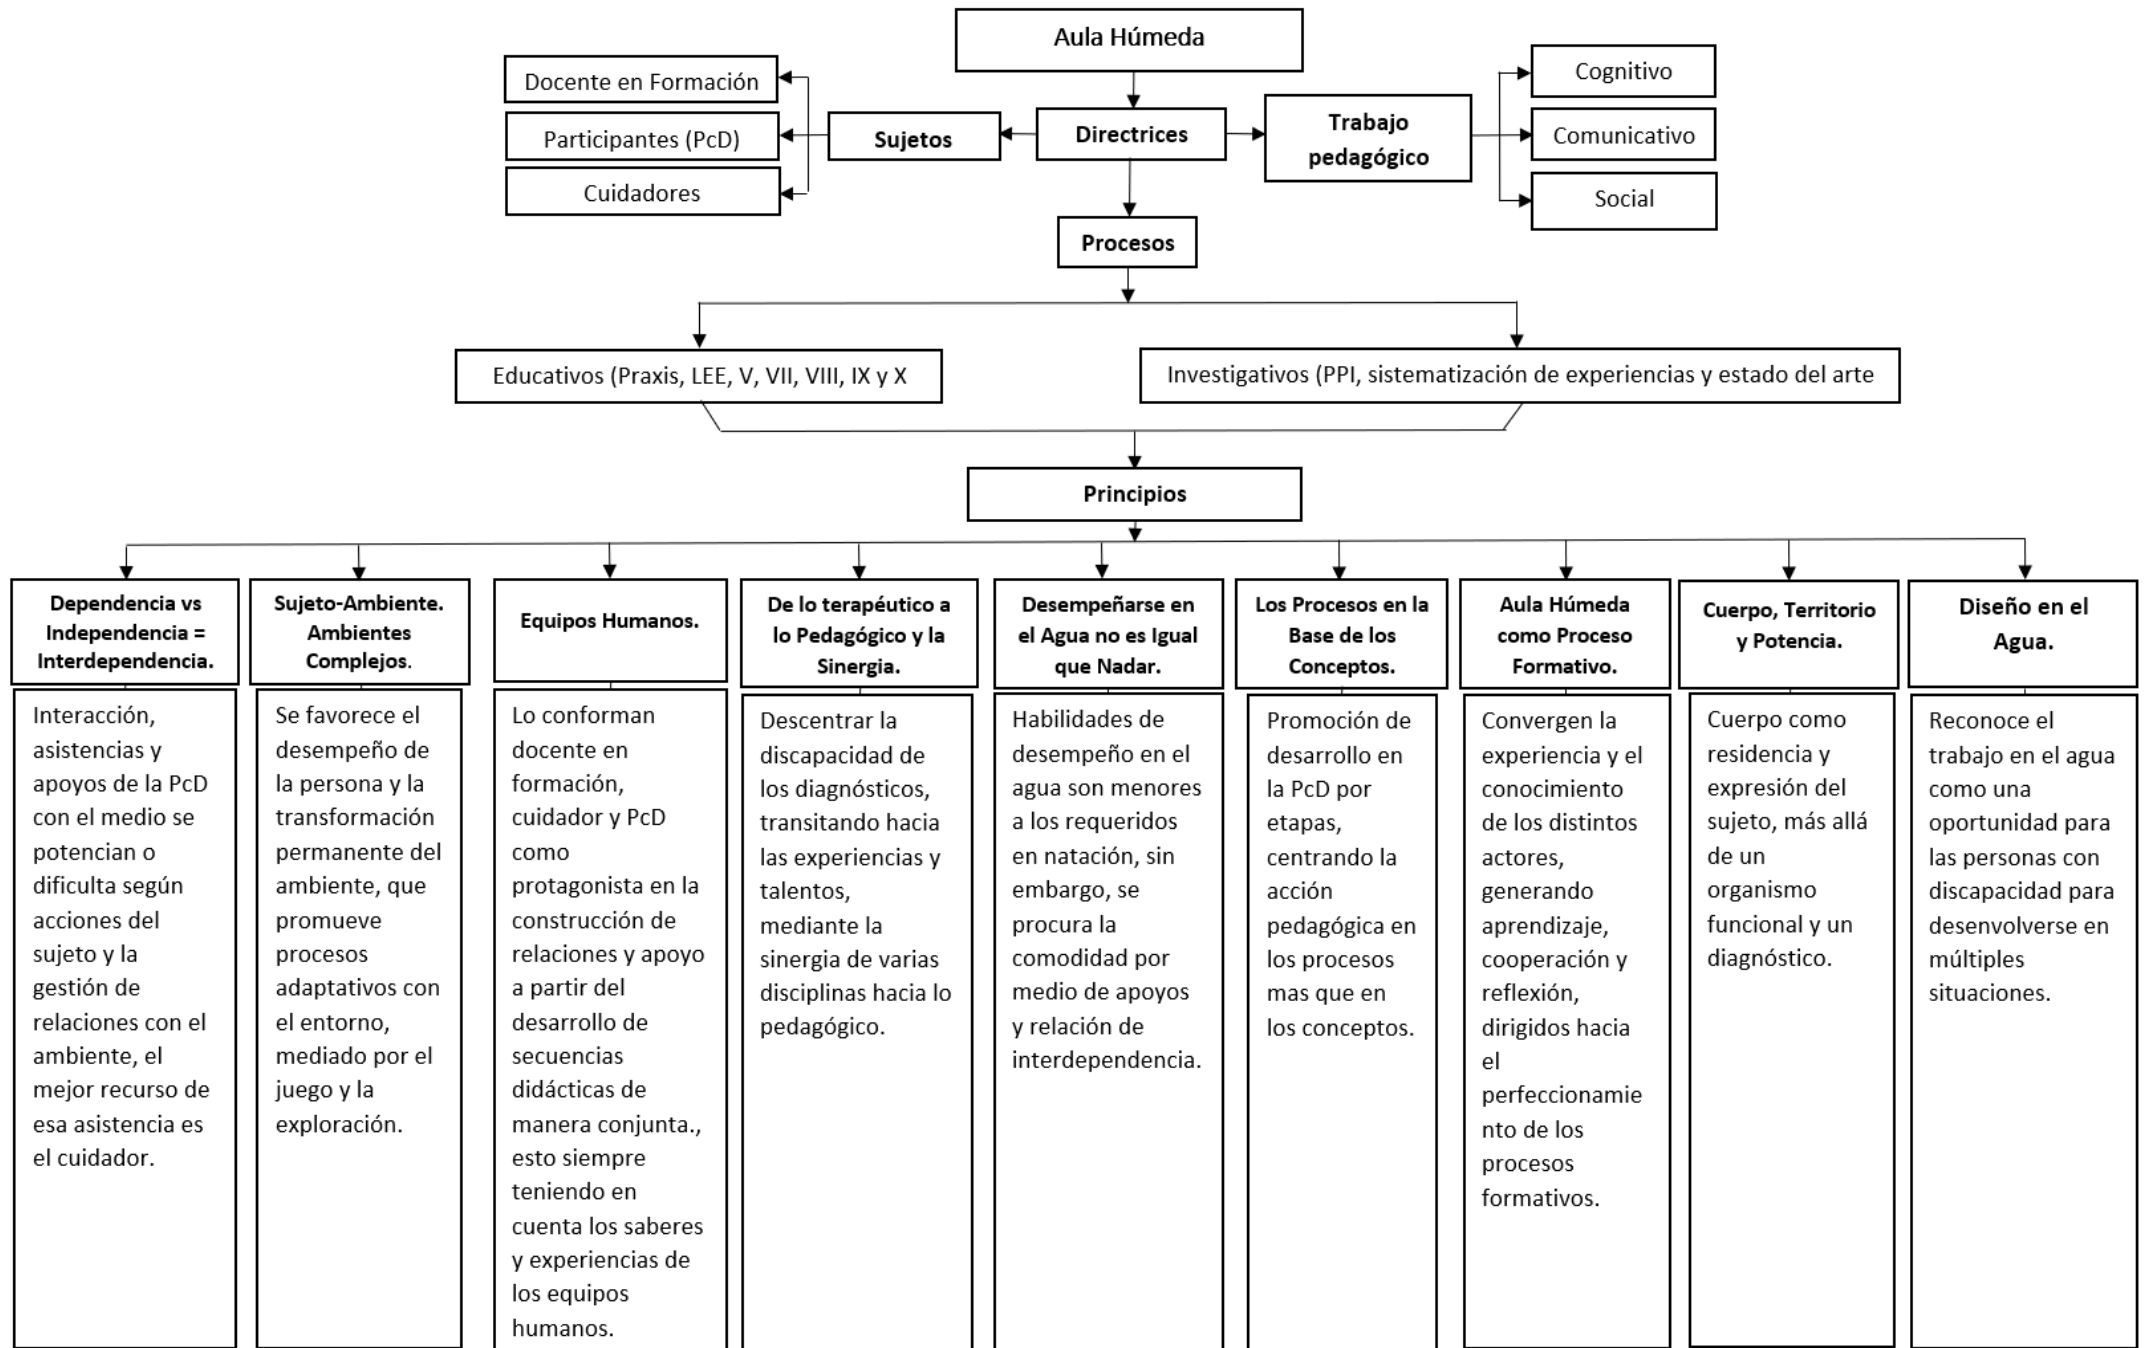 Aula Húmeda
Docente en Formación
Participantes (PcD)
Cuidadores
Sujetos
Directrices
Trabajo
pedagógico
Cognitivo
Comunicativo
Social
Procesos
Educativos (Praxis, LEE, V, VII, VIII, IX y X
Investigativos (PPI, sistematización de experiencias y estado del arte
Principios
Dependencia vs
Independencia =
Interdependencia.
Interacción,
asistencias y
apoyos de la PcD
con el medio se
potencian o
dificulta según
acciones del
sujeto y la
gestión de
relaciones con el
ambiente, el
mejor recurso de
esa asistencia es
el cuidador.
Sujeto-Ambiente.
Ambientes
Complejos.
Se favorece el
desempeño de
la persona y la
transformación
permanente del
ambiente, que
promueve
procesos
adaptativos con
el entorno,
mediado por el
juego y la
exploración.
Equipos Humanos.
Lo conforman
docente en
formación,
cuidador y PcD
como
protagonista en la
construcción de
relaciones y apoyo
a partir del
desarrollo de
secuencias
didácticas de
manera conjunta.,
esto siempre
teniendo en
cuenta los saberes
y experiencias de
los equipos
humanos.
De lo terapéutico a
lo Pedagógico y la
Sinergia.
Descentrar la
discapacidad de
los diagnósticos,
transitando hacia
las experiencias y
talentos,
mediante la
sinergia de varias
disciplinas hacia lo
pedagógico.
Desempeñarse en
el Agua no es Igual
que Nadar.
Habilidades de
desempeño en el
agua son menores
a los requeridos
en natación, sin
embargo, se
procura la
comodidad por
medio de apoyos
y relación de
interdependencia.
Los Procesos en la
Base de los
Conceptos.
Promoción de
desarrollo en
la PcD por
etapas,
centrando la
acción
pedagógica en
los procesos
mas que en
los conceptos.
Aula Húmeda
como Proceso
Formativo.
Convergen la
experiencia y el
conocimiento
de los distintos
actores,
generando
aprendizaje,
cooperación y
reflexión,
dirigidos hacia
el
perfeccionamie
nto de los
procesos
formativos.
Cuerpo, Territorio
y Potencia.
Cuerpo como
residencia y
expresión del
sujeto, más allá
de un
organismo
funcional y un
diagnóstico.
Diseño en el
Agua.
Reconoce el
trabajo en el agua
como una
oportunidad para
las personas con
discapacidad para
desenvolverse en
múltiples
situaciones.